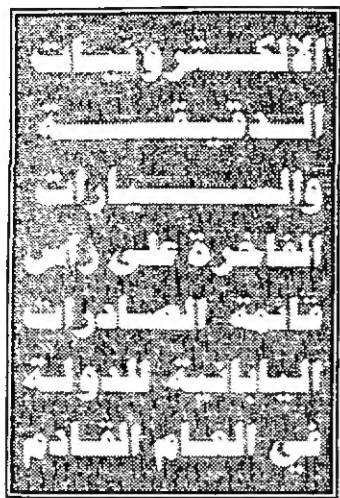 الالكترونيات
الدقيقة
والسيارات
الفاخرة على رأس
قائمة الصادرات
اليابانية للدولة
في العام القادم